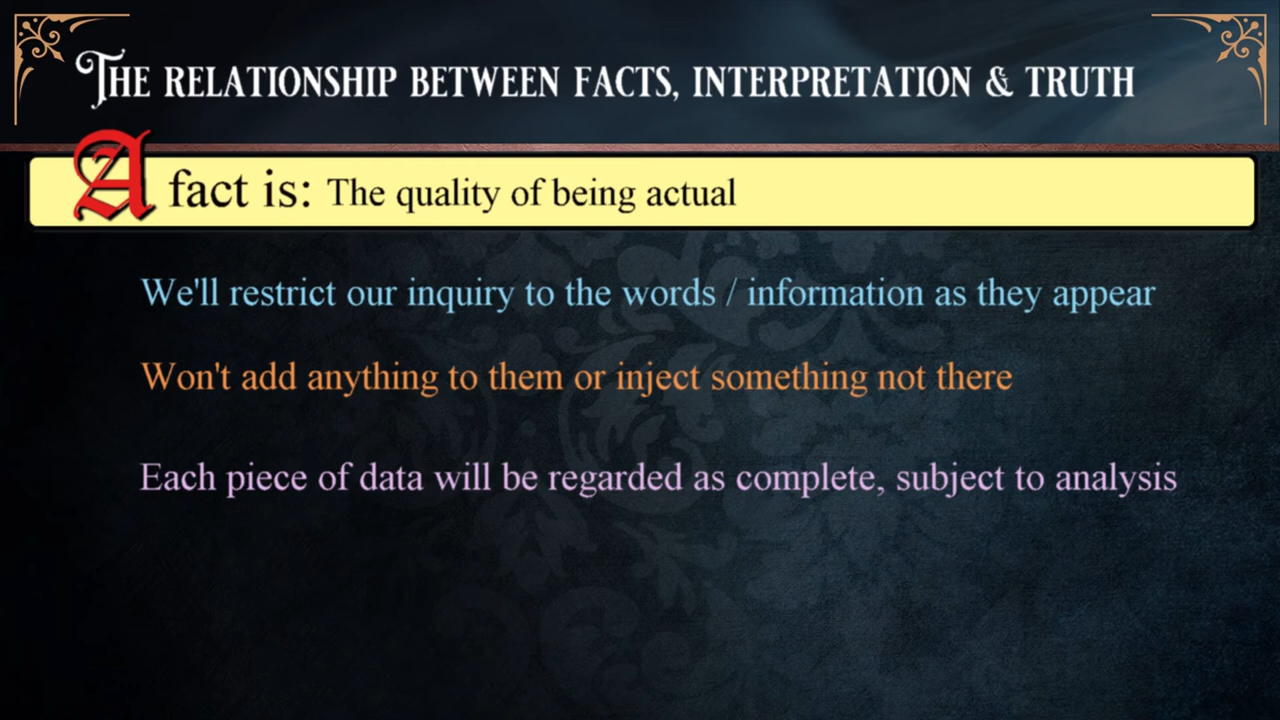 The relationship between facts, interpretation & truth
A fact is: The quality of being actual
We'll restrict our inquiry to the words / information as they appear
Won't add anything to them or inject something not there
Each piece of data will be regarded as complete, subject to analysis